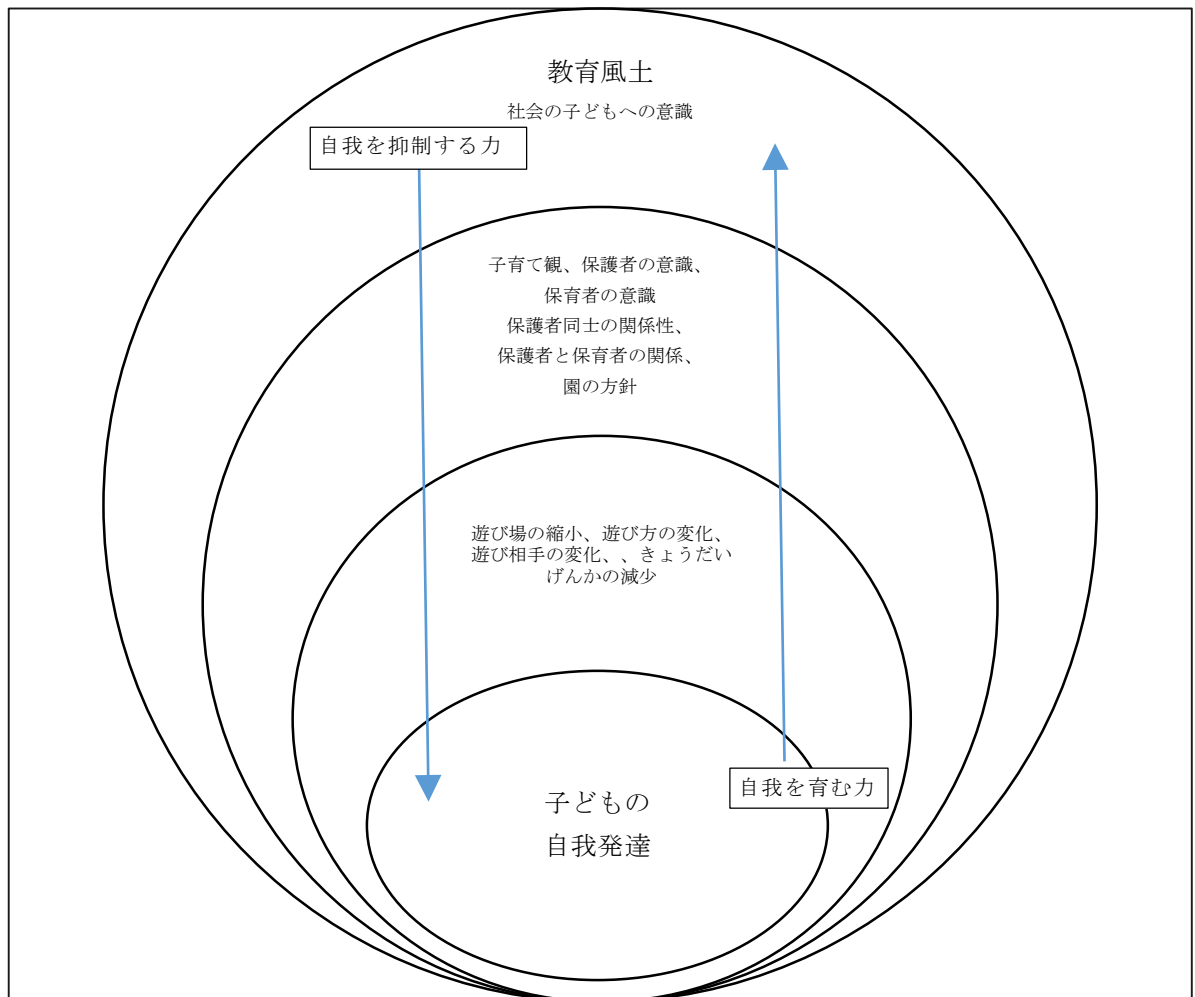 教育風土
社会の子どもへの意識
自我を抑制する力
子育て観、保護者の意識、
保育者の意識
保護者同士の関係性、
保護者と保育者の関係、
園の方針
遊び場の縮小、遊び方の変化、
遊び相手の変化、、きょうだい
げんかの減少
自我を育む力
子どもの
自我発達